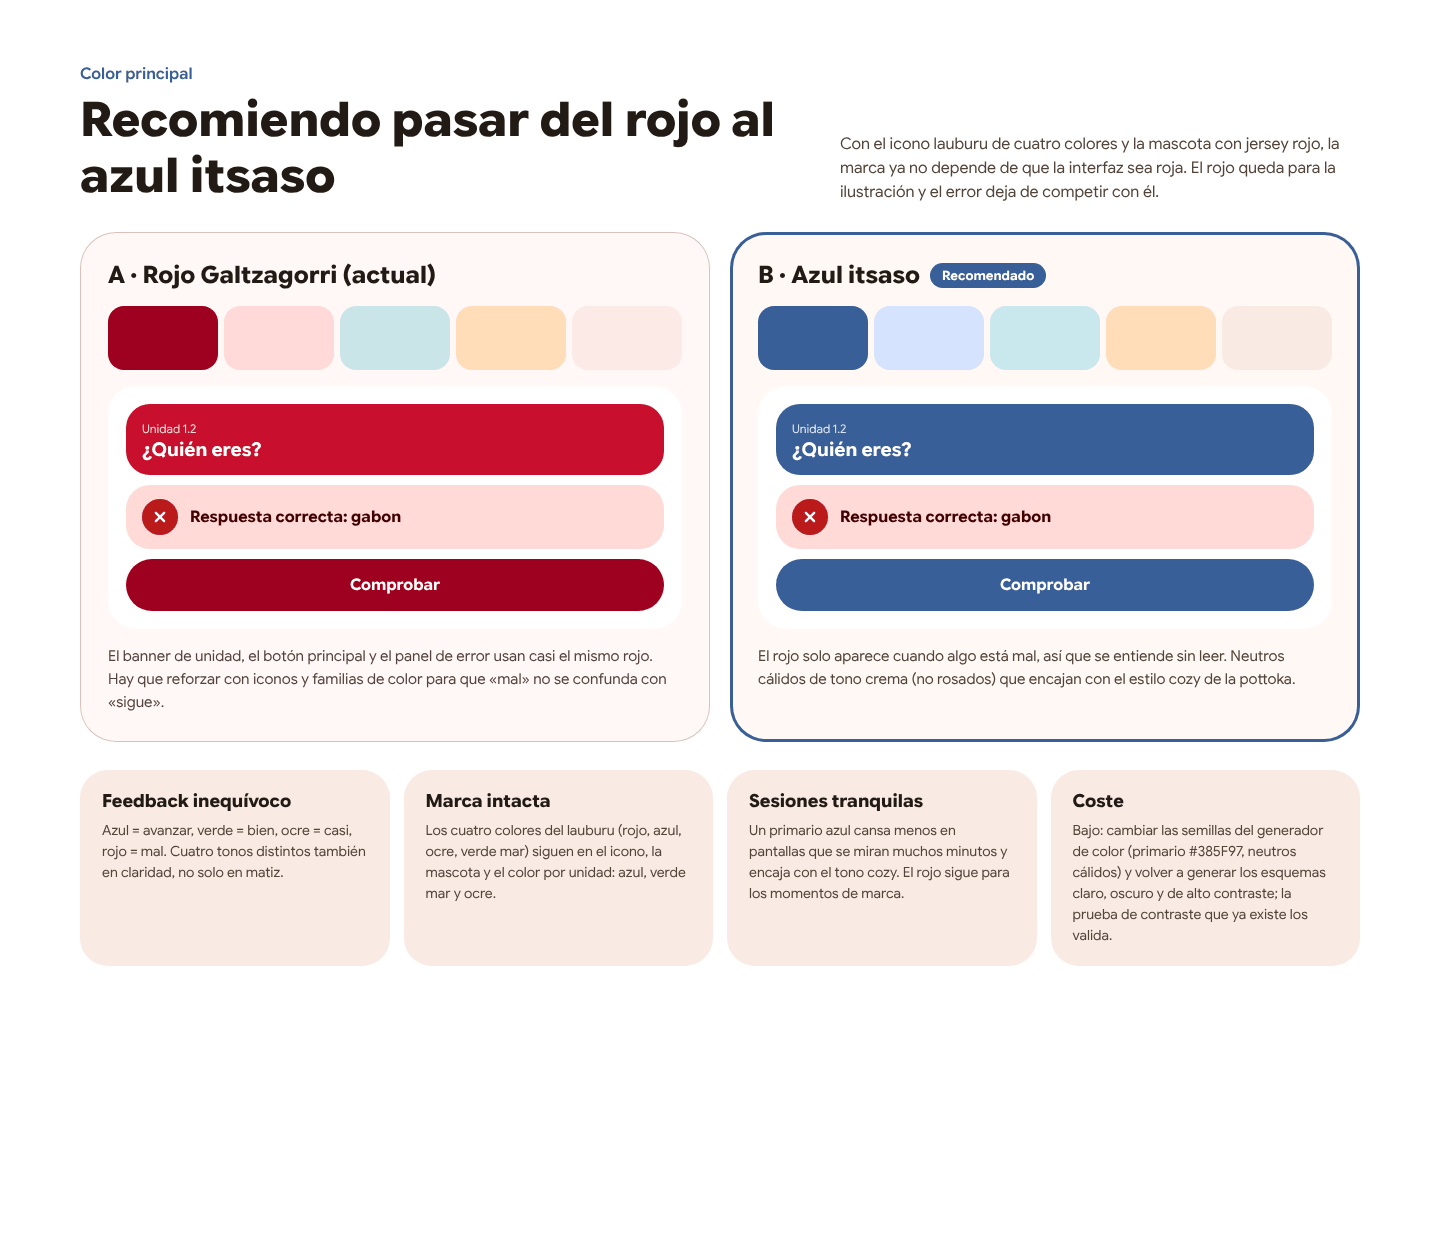 Color principal
Recomiendo pasar del rojo al
azul itsaso
Con el icono lauburu de cuatro colores y la mascota con jersey rojo, la
marca ya no depende de que la interfaz sea roja. El rojo queda para la
ilustración y el error deja de competir con él.
A · Rojo Galtzagorri (actual)
Unidad 1.2
¿Quién eres?
Respuesta correcta: gabon
Comprobar
El banner de unidad, el botón principal y el panel de error usan casi el mismo rojo.
Hay que reforzar con iconos y familias de color para que «mal» no se confunda con
«sigue».
B · Azul itsaso
Recomendado
Unidad 1.2
¿Quién eres?
Respuesta correcta: gabon
Comprobar
El rojo solo aparece cuando algo está mal, así que se entiende sin leer. Neutros
cálidos de tono crema (no rosados) que encajan con el estilo cozy de la pottoka.
Feedback inequívoco
Azul = avanzar, verde = bien, ocre = casi,
rojo = mal. Cuatro tonos distintos también
en claridad, no solo en matiz.
Marca intacta
Los cuatro colores del lauburu (rojo, azul,
ocre, verde mar) siguen en el icono, la
mascota y el color por unidad: azul, verde
mar y ocre.
Sesiones tranquilas
Un primario azul cansa menos en
pantallas que se miran muchos minutos y
encaja con el tono cozy. El rojo sigue para
los momentos de marca.
Coste
Bajo: cambiar las semillas del generador
de color (primario #385F97, neutros
cálidos) y volver a generar los esquemas
claro, oscuro y de alto contraste; la
prueba de contraste que ya existe los
valida.